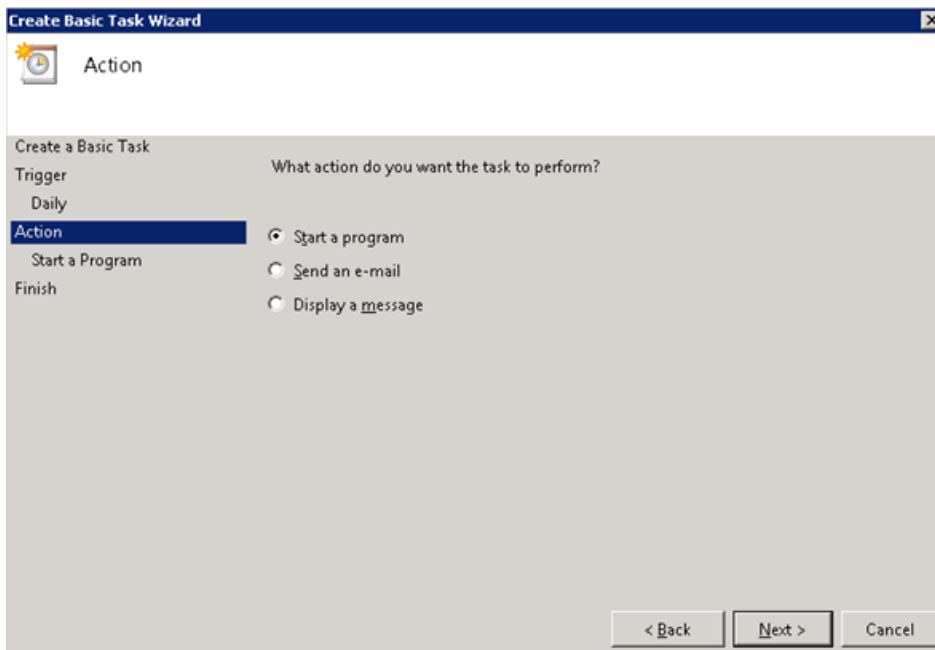 Create Basic Task Wizard
Action
Create a Basic Task
Trigger
Daily
Action
Start a Program
Finish
What action do you want the task to perform?
Start a program
Send an e-mail
Display a message
< Back
Next >
Cancel